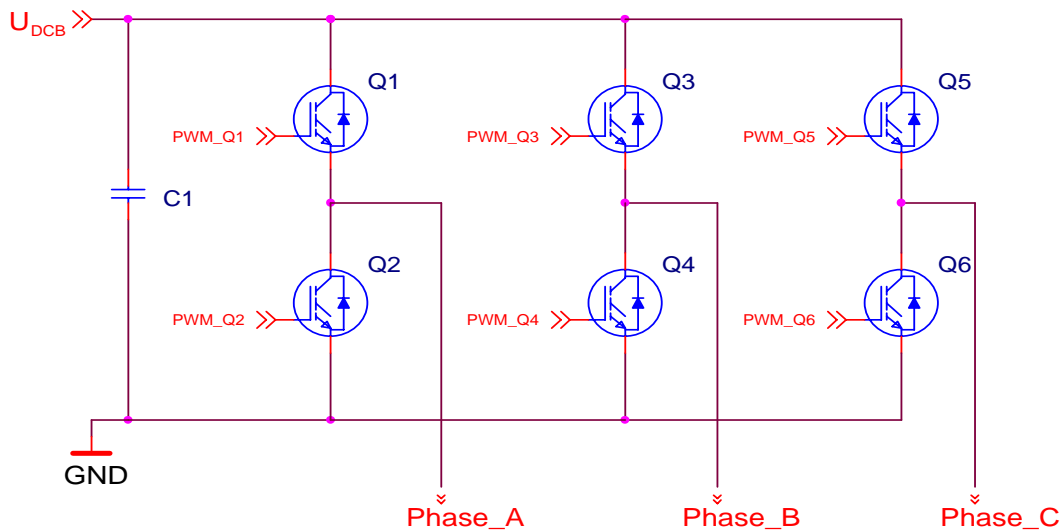 UDCB
Q1
Q3
Q5
PWM_Q1
PWM_Q3
PWM_Q5
C1
Q2
Q4
Q6
PWM_Q2
PWM_Q4
PWM_Q6
GND
Phase_A
Phase_B
Phase_C